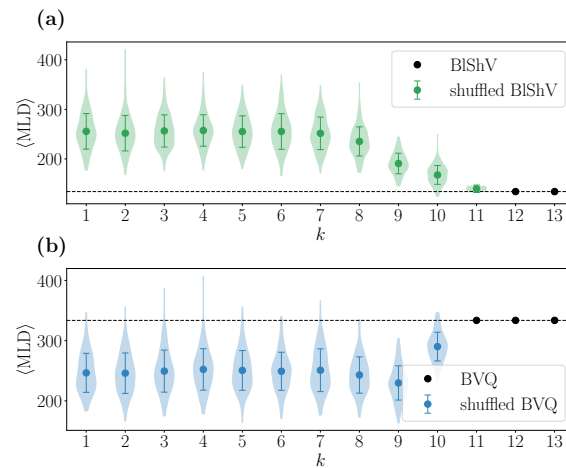 (a)
400
300
200
⟨MLD⟩
BlShV
shuffled BlShV
1 2 3 4 5 6 7 8 9 10 11 12 13
k
(b)
400
300
200
⟨MLD⟩
BVQ
shuffled BVQ
1 2 3 4 5 6 7 8 9 10 11 12 13
k